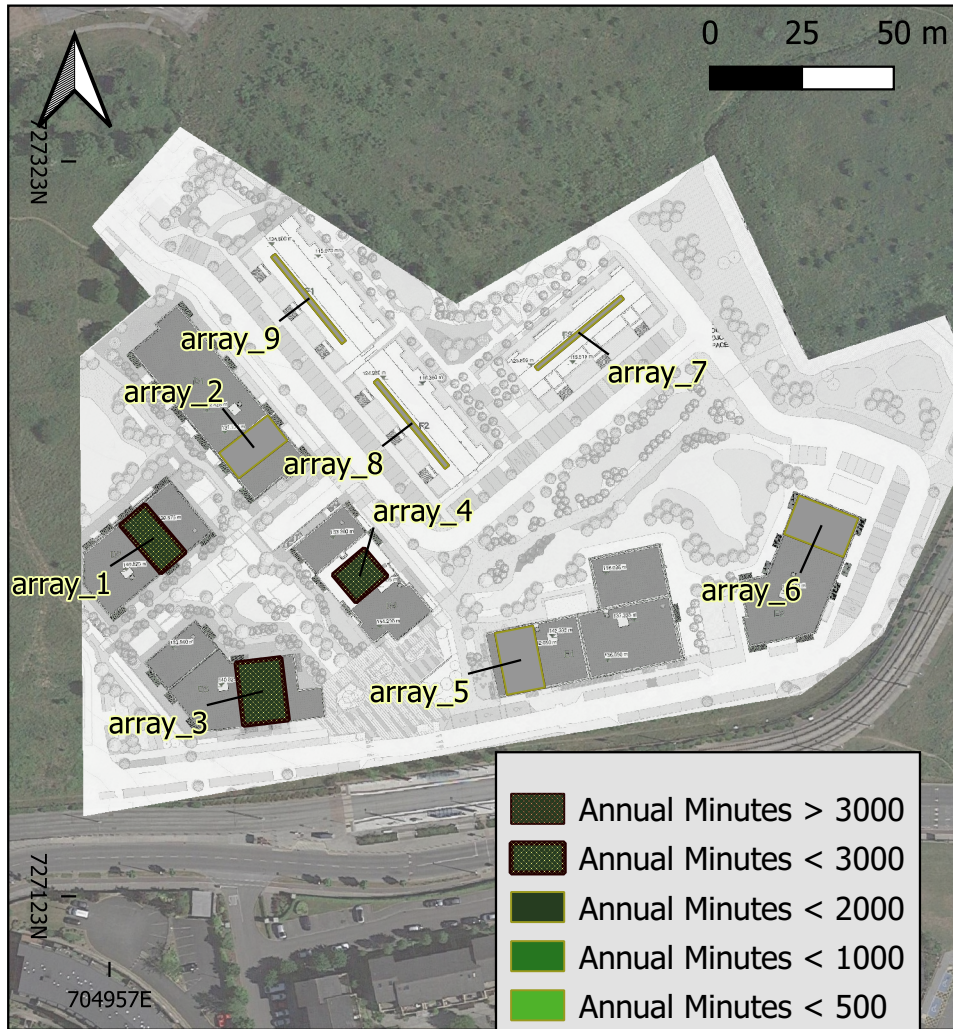 0 25 50 m
727323N
array_9
array_7
array_2
array_8
array_4
F2
array_1
array_6
array_5
array_3
Annual Minutes > 3000
Annual Minutes < 3000
Annual Minutes < 2000
Annual Minutes < 1000
Annual Minutes < 500
727123N
704957E